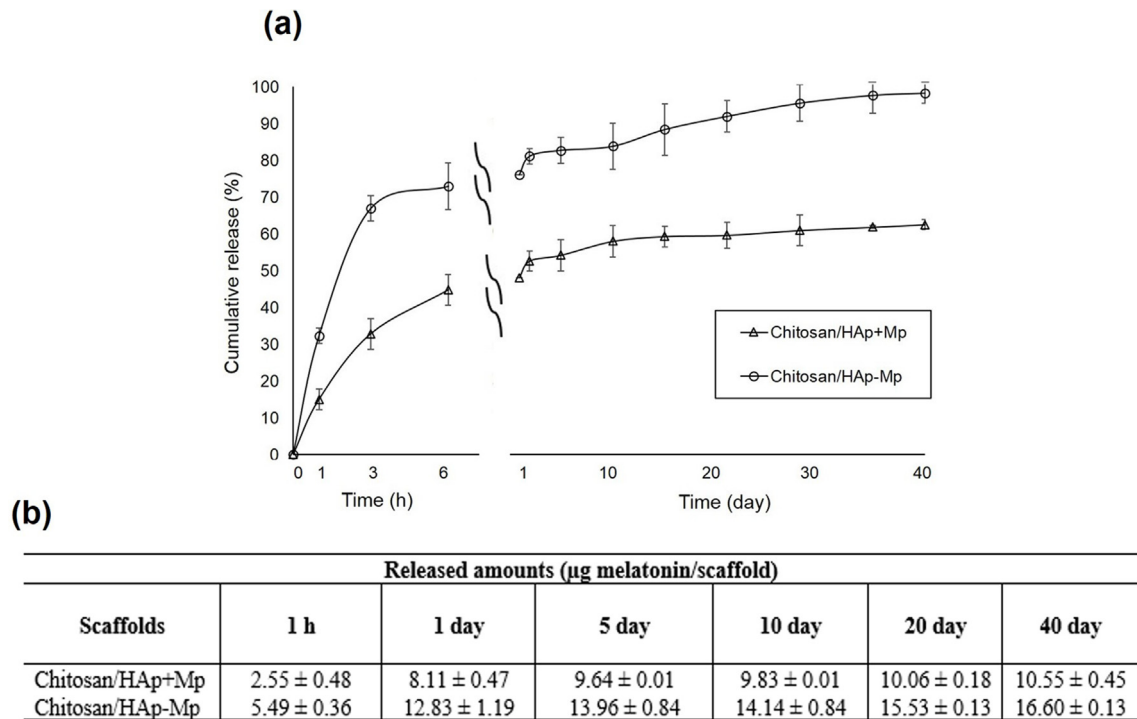 (a)
Cumulative release (%)
100
90
80
70
60
50
40
30
20
10
0
0 1 3 6 1 10 20 30 40
Time (h) Time (day)
Chitosan/HAp+Mp
Chitosan/HAp-Mp
(b)
Released amounts (µg melatonin/scaffold)
Scaffolds 1 h 1 day 5 day 10 day 20 day 40 day
Chitosan/HAp+Mp 2.55 ± 0.48 8.11 ± 0.47 9.64 ± 0.01 9.83 ± 0.01 10.06 ± 0.18 10.55 ± 0.45
Chitosan/HAp-Mp 5.49 ± 0.36 12.83 ± 1.19 13.96 ± 0.84 14.14 ± 0.84 15.53 ± 0.13 16.60 ± 0.13